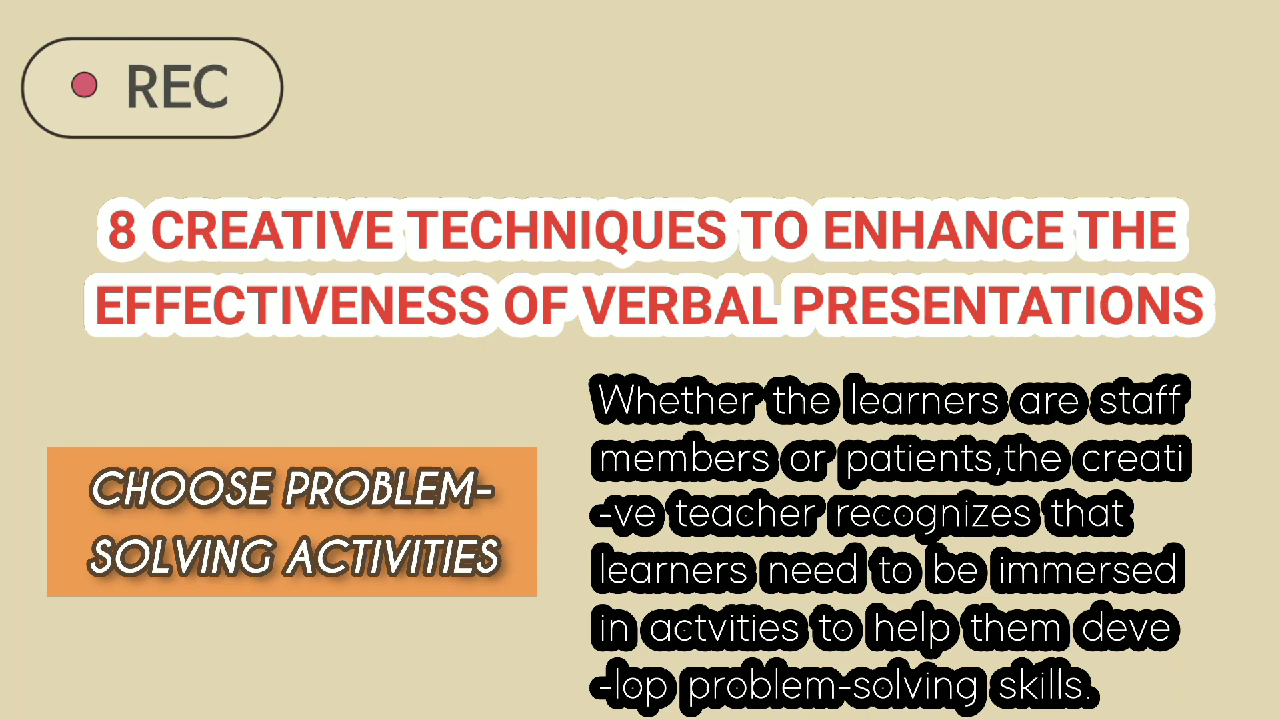 REC
8 CREATIVE TECHNIQUES TO ENHANCE THE
EFFECTIVENESS OF VERBAL PRESENTATIONS
CHOOSE PROBLEM-
SOLVING ACTIVITIES
Whether the learners are staff
members or patients,the creati
-ve teacher recognizes that
learners need to be immersed
in actvities to help them deve
-lop problem-solving skills.